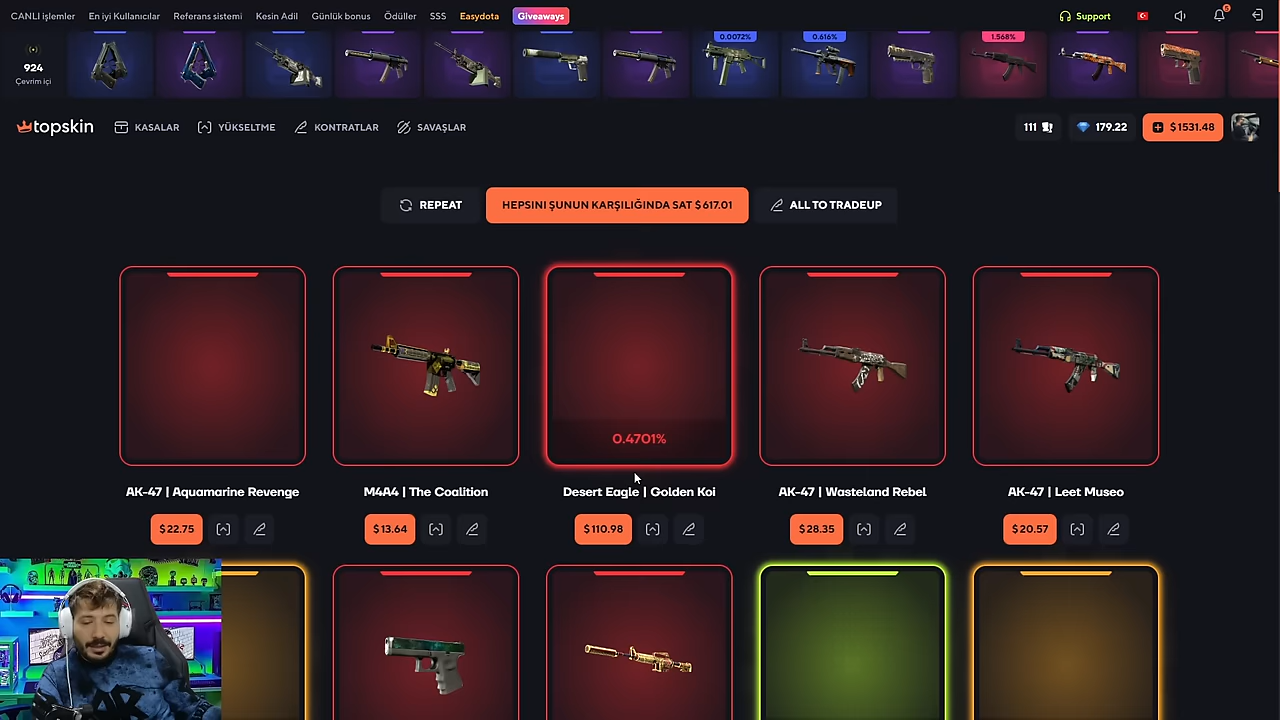 CANLI işlemler En iyi Kullanıcılar Referans sistemi Kesin Adil Günlük bonus Ödüller SSS Easydota Giveaways Support 5
924
Çevrim içi
0.0072% 0.616% 1.568%
topskin KASALAR YÜKSELTME KONTRATLAR SAVAŞLAR 111 179.22 $1531.48
REPEAT HEPSINI ŞUNUN KARŞILIĞINDA SAT $617.01 ALL TO TRADEUP
0.4701%
AK-47 | Aquamarine Revenge M4A4 | The Coalition Desert Eagle | Golden Koi AK-47 | Wasteland Rebel AK-47 | Leet Museo
$22.75 $13.64 $110.98 $28.35 $20.57